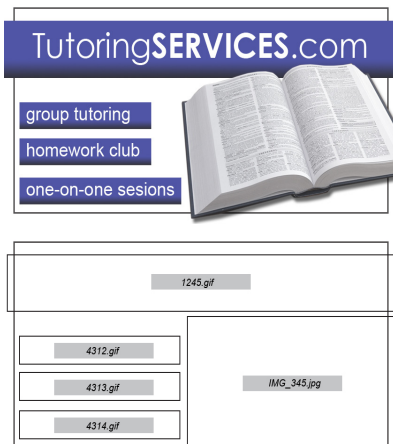 TutoringSERVICES.com
group tutoring
homework club
one-on-one sesions
1245.gif
4312.gif
4313.gif
4314.gif
IMG_345.jpg